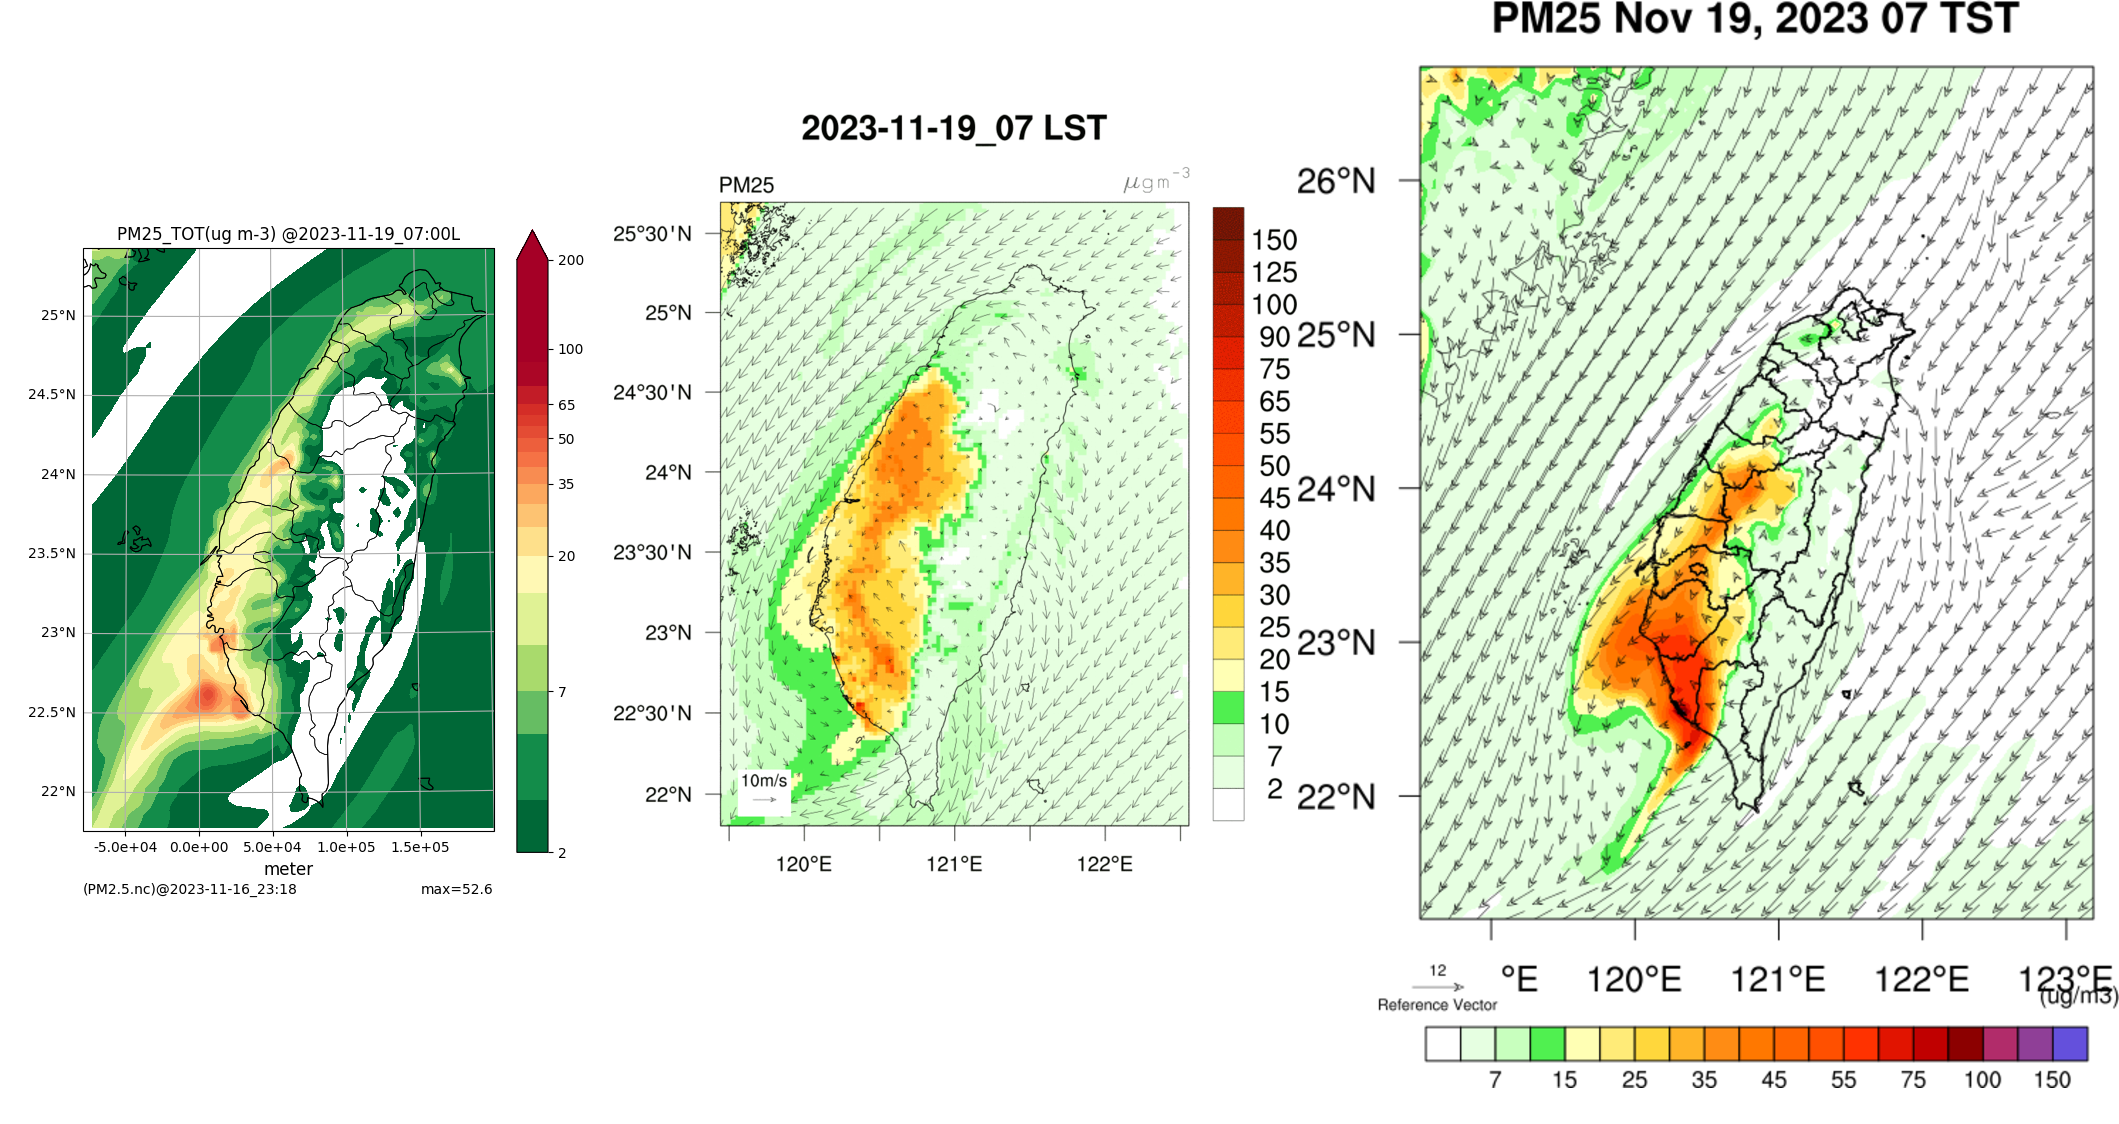 PM25_TOT(ug m-3) @2023-11-19_07:00L
25°N
24.5°N
24°N
23.5°N
23°N
22.5°N
22°N
-5.0e+04 0.0e+00 5.0e+04 1.0e+05 1.5e+05
meter
(PM2.5.nc)@2023-11-16_23:18 max=52.6
200
100
65
50
35
20
7
2
2023-11-19_07 LST
PM25 μgm⁻³
25°30'N
25°N
24°30'N
24°N
23°30'N
23°N
22°30'N
22°N
10m/s
120°E 121°E 122°E
150
125
100
90
75
65
55
50
45
40
35
30
25
20
15
10
7
2
PM25 Nov 19, 2023 07 TST
26°N
25°N
24°N
23°N
22°N
°E 120°E 121°E 122°E 123°E
12
Reference Vector
(ug/m3)
7 15 25 35 45 55 75 100 150